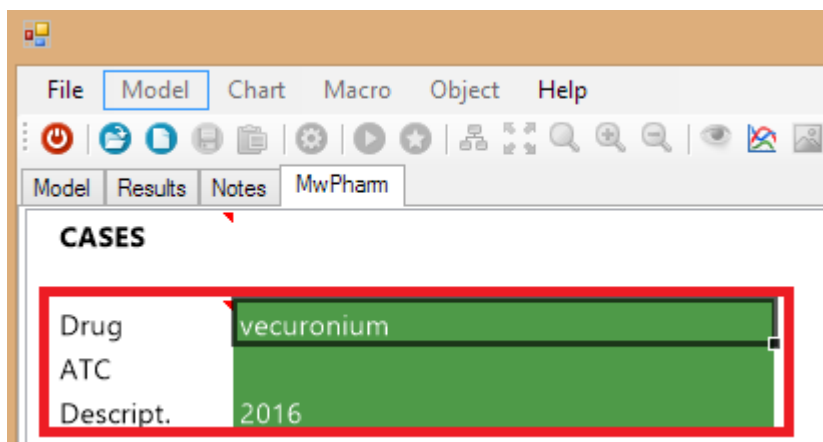 File Model Chart Macro Object Help
Model Results Notes MwPharm
CASES
Drug vecuronium
ATC
Descript. 2016